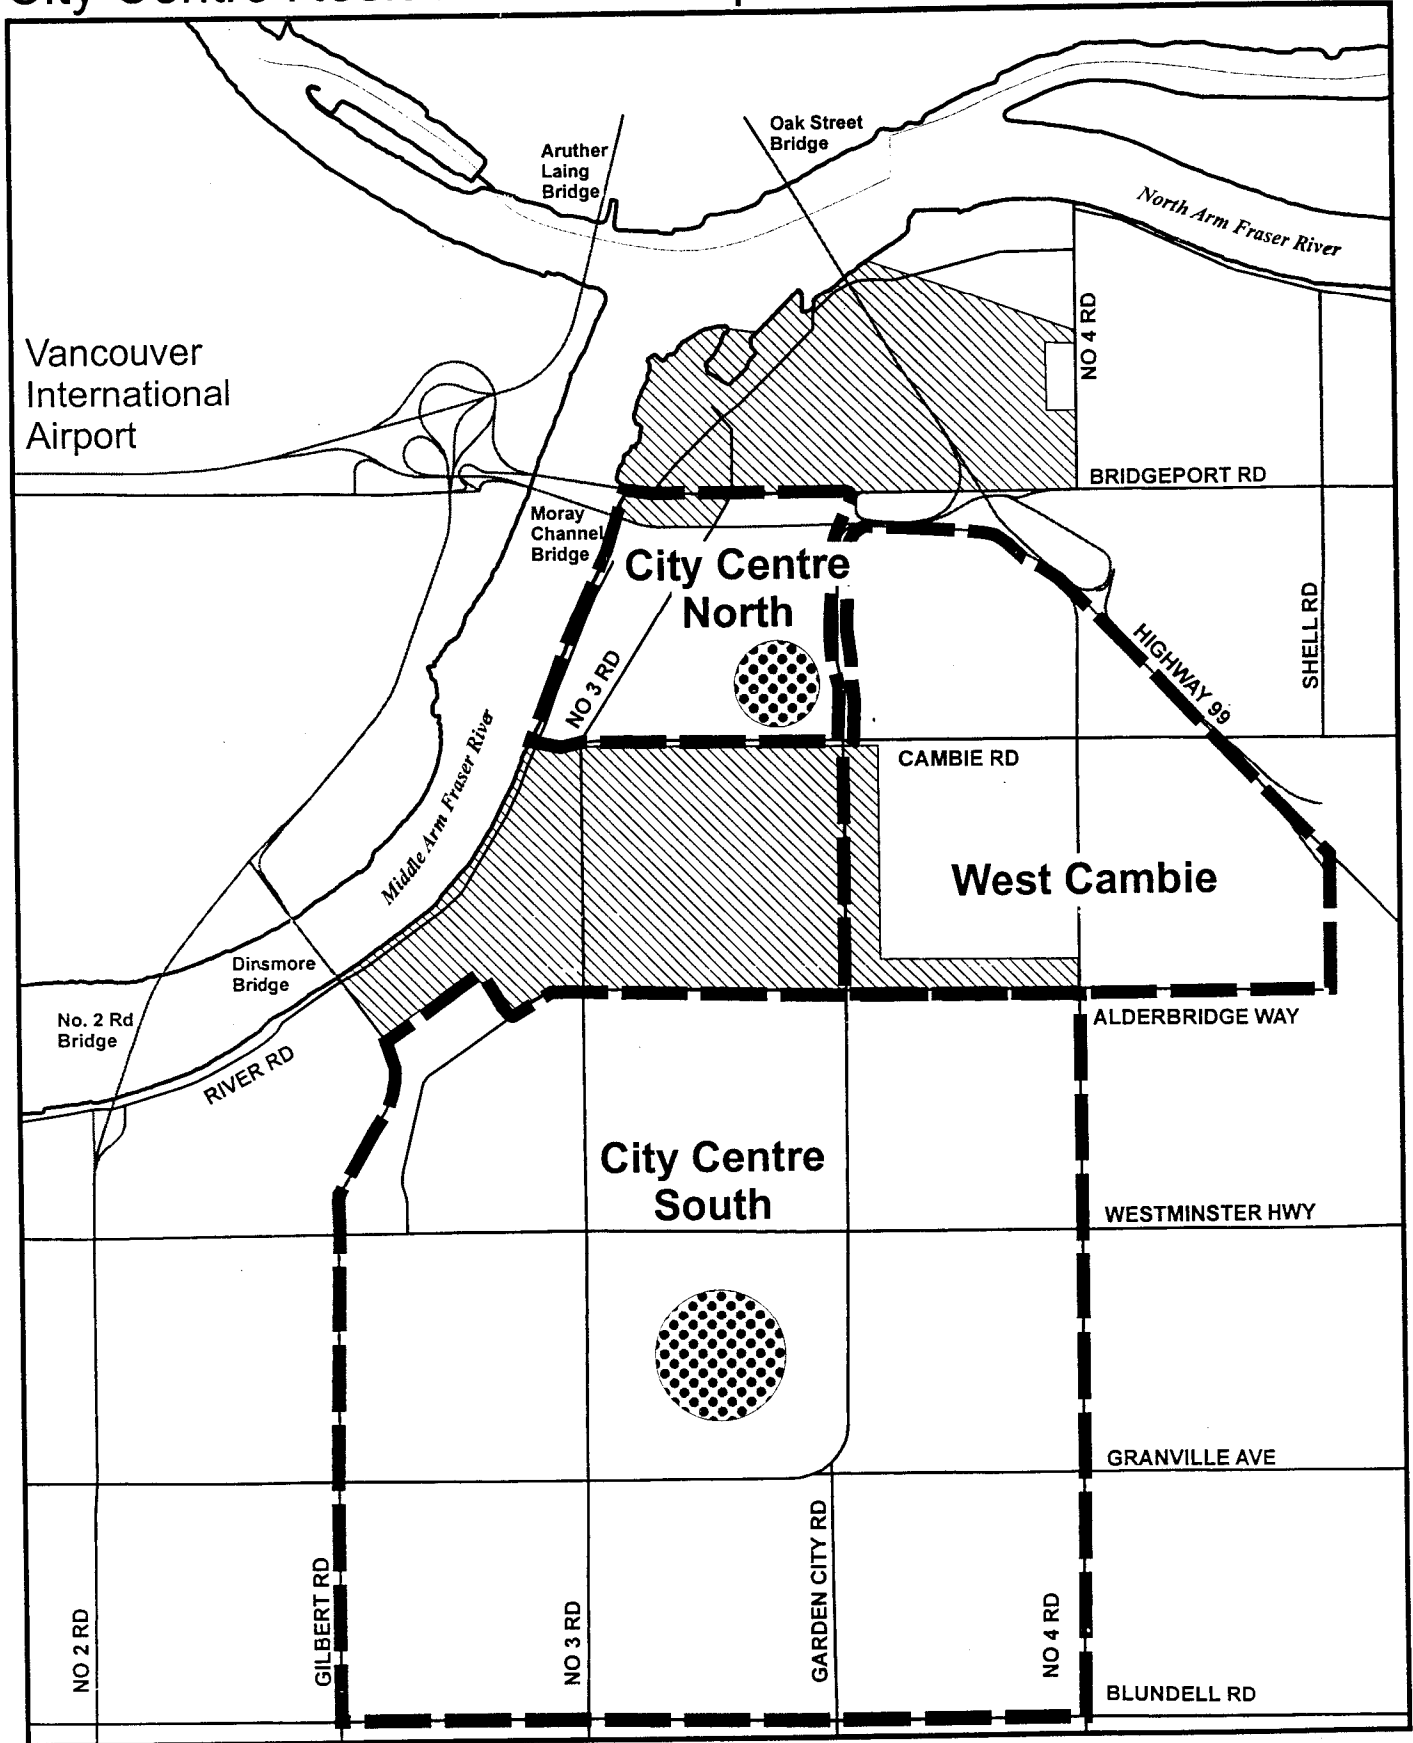 City Centre
Oak Street
Bridge
Aruther
Laing
Bridge
North Arm Fraser River
Vancouver
International
Airport
NO 4 RD
BRIDGEPORT RD
Moray
Channel
Bridge
City Centre
North
SHELL RD
HIGHWAY 99
NO 3 RD
CAMBIE RD
Middle Arm Fraser River
West Cambie
Dinsmore
Bridge
No. 2 Rd
Bridge
ALDERBRIDGE WAY
RIVER RD
City Centre
South
WESTMINSTER HWY
GRANVILLE AVE
NO 2 RD
GILBERT RD
NO 3 RD
GARDEN CITY RD
NO 4 RD
BLUNDELL RD